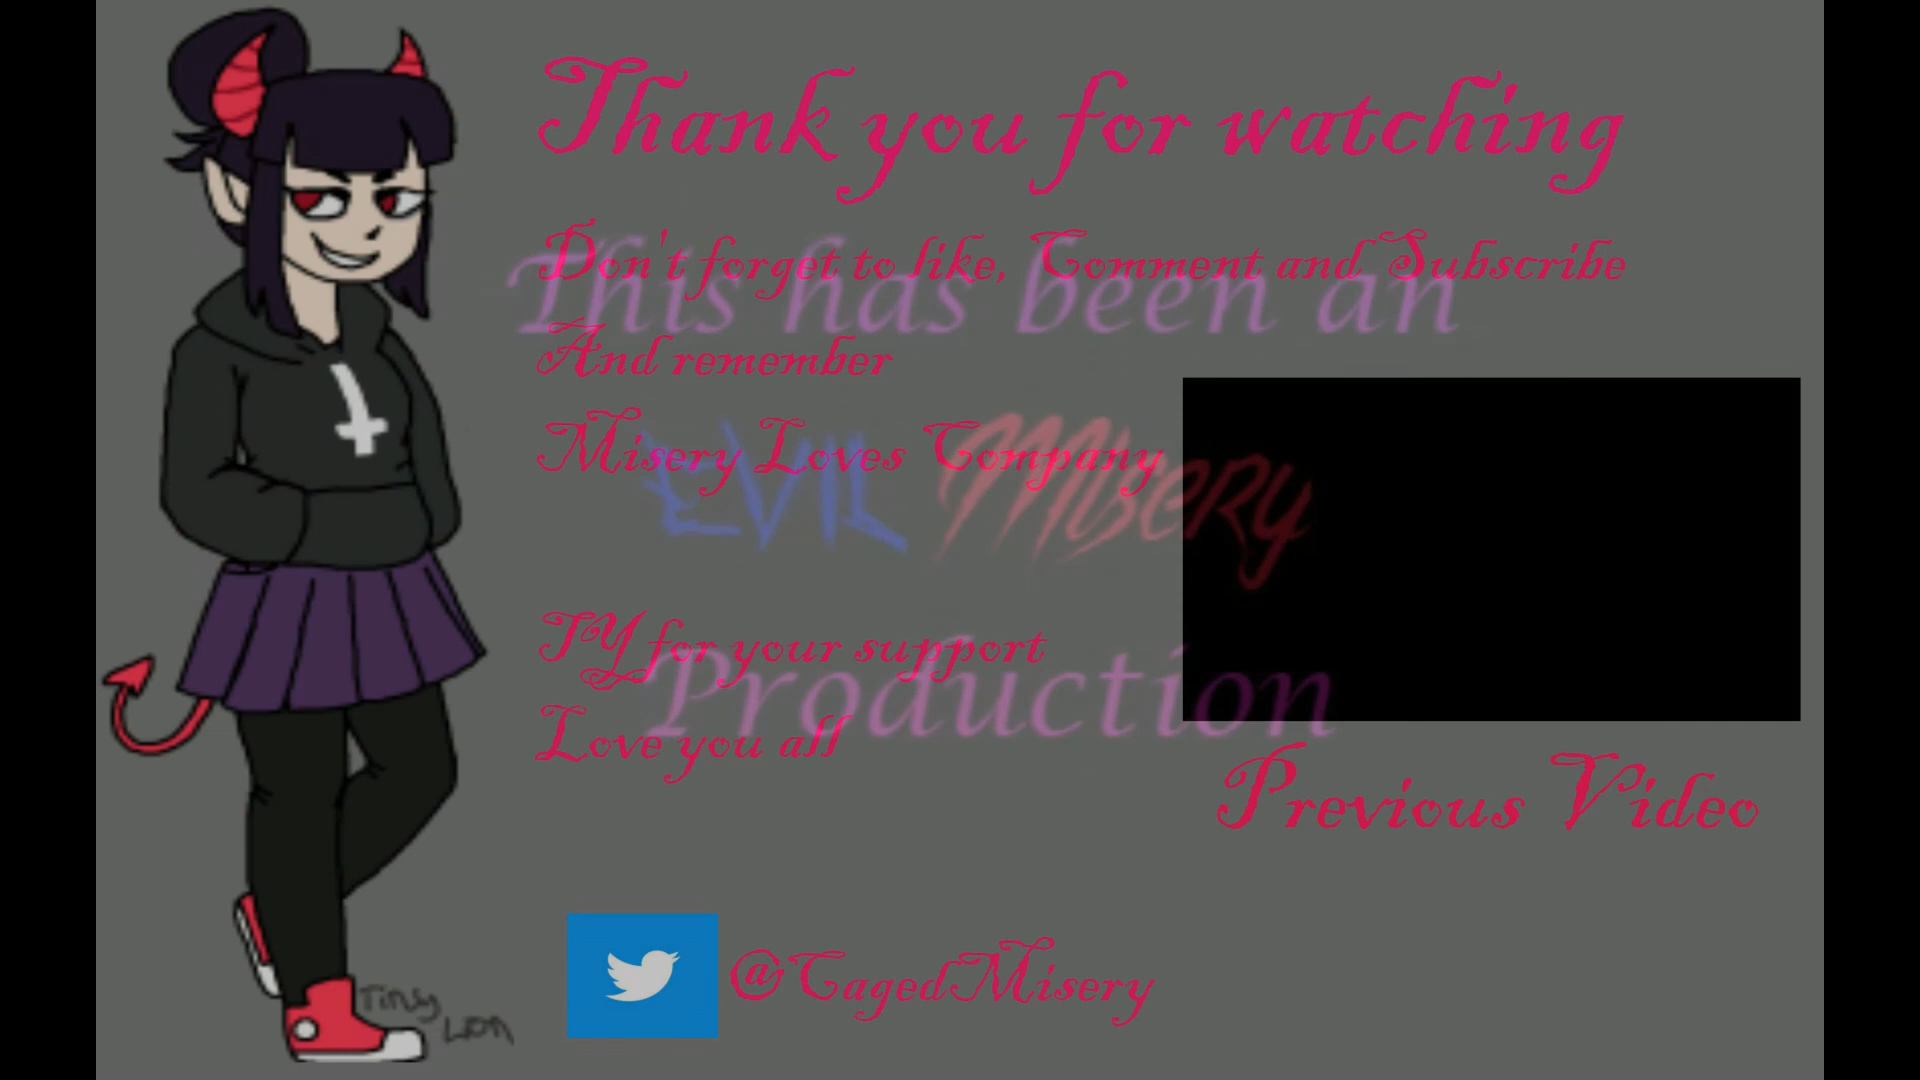 Thank you for watching
Don't forget to like, Comment and Subscribe
This has been an
And remember
Misery Loves Company
EVIL Misery
TY for your support
Production
Love you all
Previous Video
@CagedMisery
Tinsy
Lion